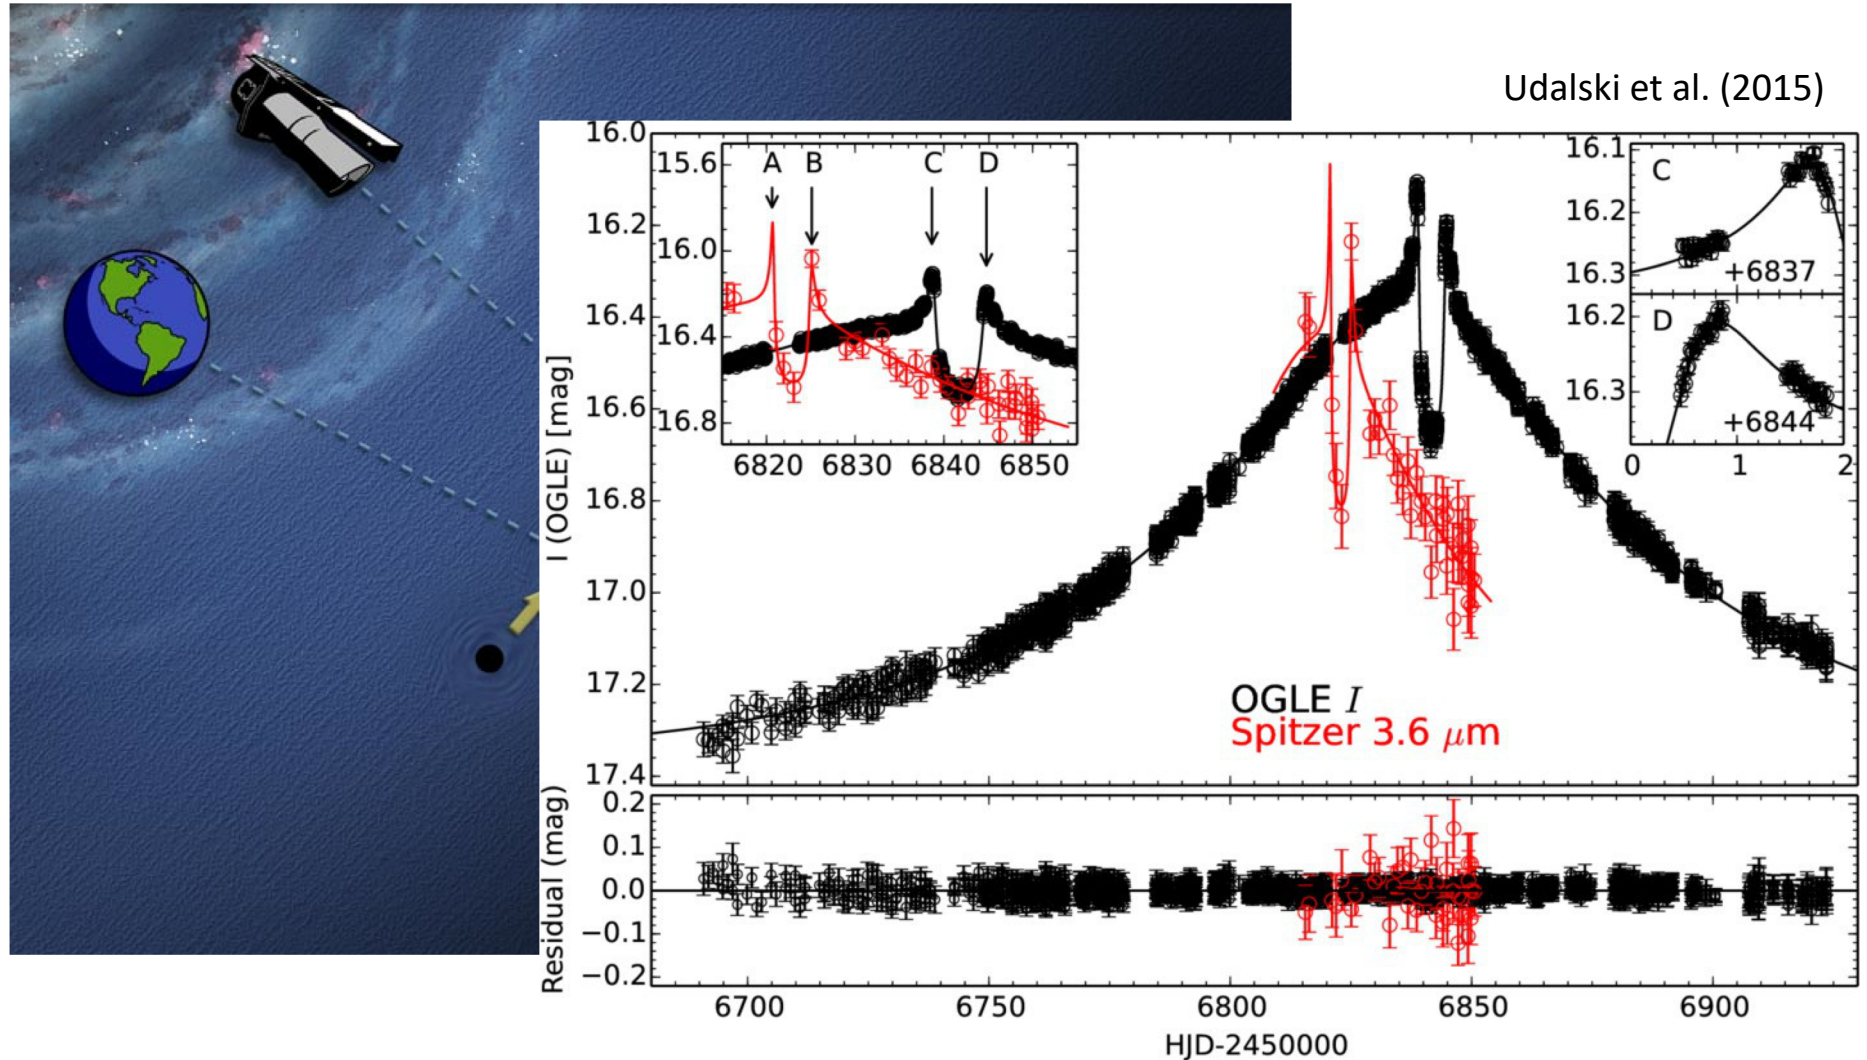 Udalski et al. (2015)
16.0
16.2
16.4
16.6
16.8
17.0
17.2
17.4
I (OGLE) [mag]
15.6
16.0
16.4
16.8
A B C D
6820 6830 6840 6850
16.1
16.2
16.3
C
+6837
16.2
16.3
D
+6844
0 1 2
OGLE I
Spitzer 3.6 μm
0.2
0.1
0.0
−0.1
−0.2
Residual (mag)
6700 6750 6800 6850 6900
HJD-2450000